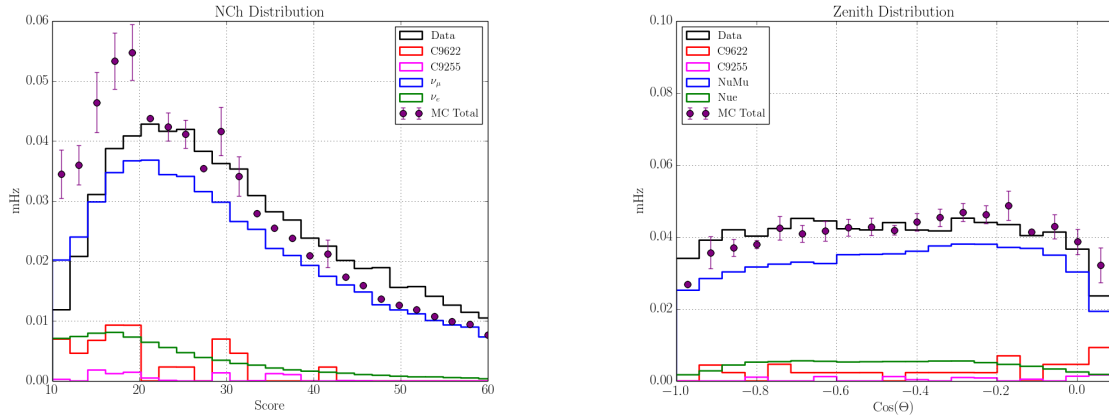 NCh Distribution
0.06
0.05
0.04
0.03
0.02
0.01
0.00
mHz
Data
C9622
C9255
ν_μ
ν_e
MC Total
10 20 30 40 50 60
Score
Zenith Distribution
0.10
0.08
0.06
0.04
0.02
0.00
mHz
Data
C9622
C9255
NuMu
Nue
MC Total
−1.0 −0.8 −0.6 −0.4 −0.2 0.0
Cos(Θ)